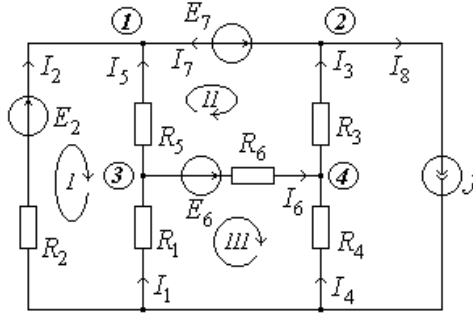 1 E7 2
I2 I5 I7 I3 I8
II
E2 R5 R6 R3
3 4 J
I E6 I6
R2 R1 III R4
I1 I4